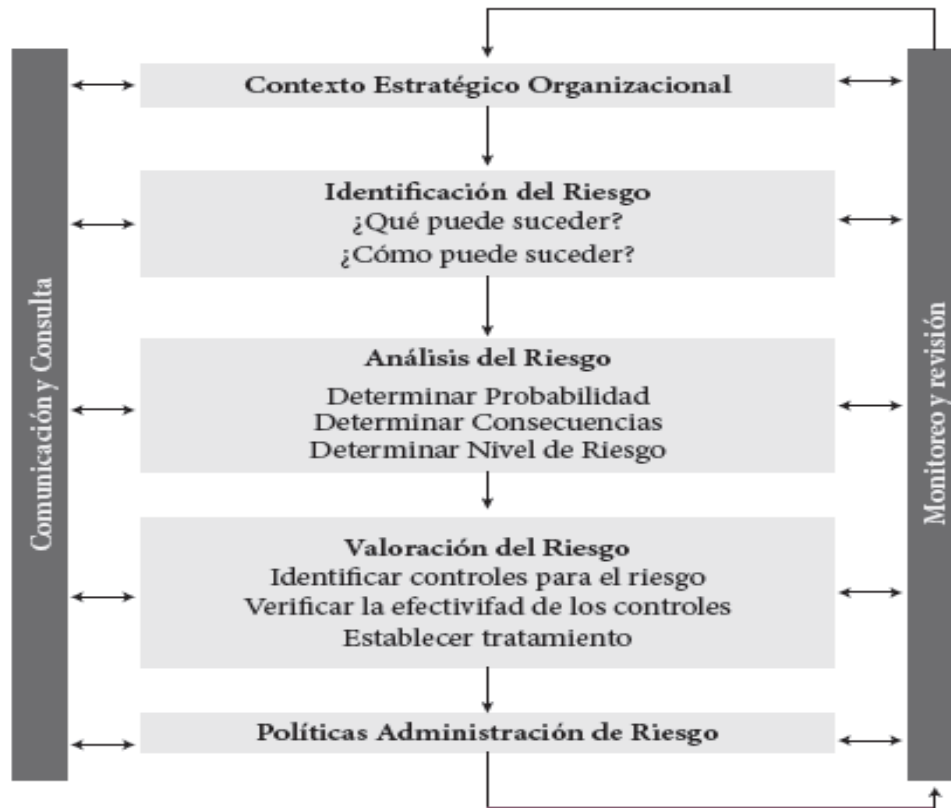 Contexto Estratégico Organizacional
Identificación del Riesgo
¿Qué puede suceder?
¿Cómo puede suceder?
Análisis del Riesgo
Determinar Probabilidad
Determinar Consecuencias
Determinar Nivel de Riesgo
Valoración del Riesgo
Identificar controles para el riesgo
Verificar la efectivifad de los controles
Establecer tratamiento
Políticas Administración de Riesgo
Comunicación y Consulta
Monitoreo y revisión